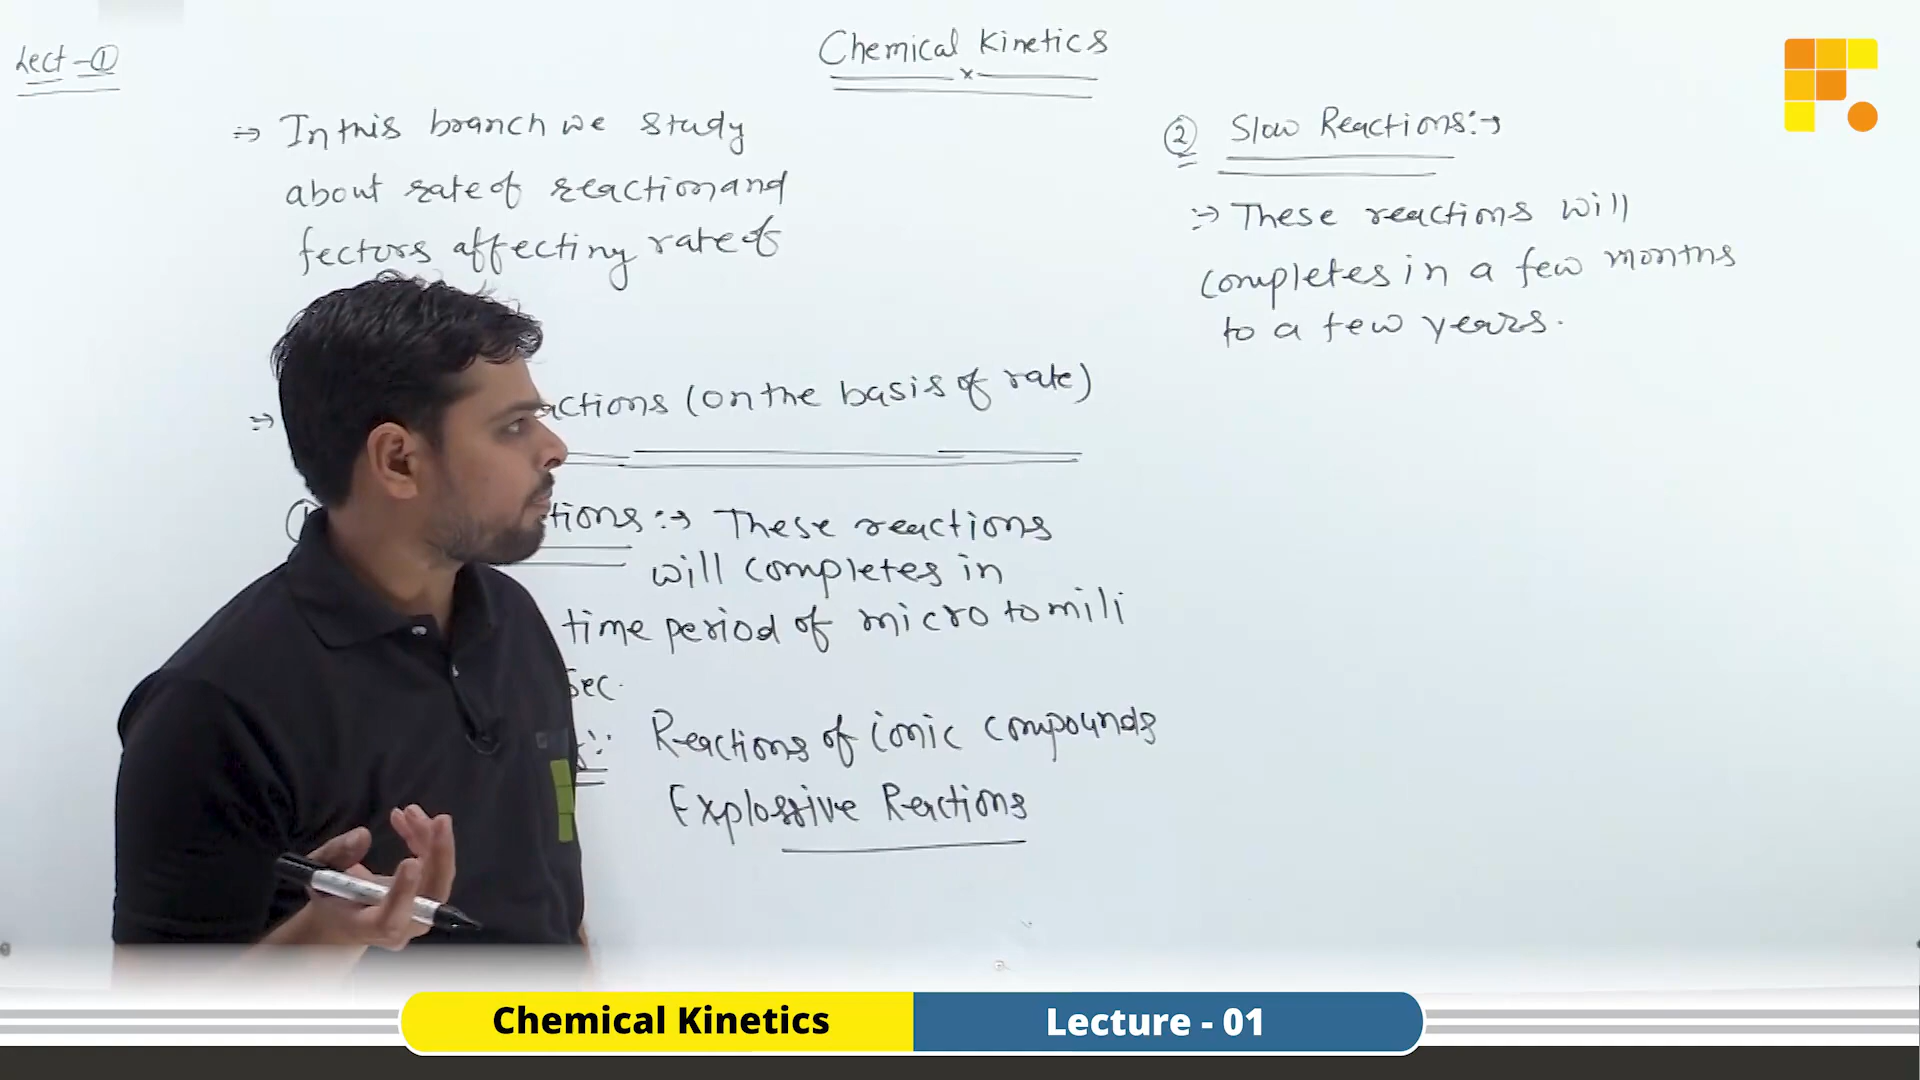 Lect-①
Chemical Kinetics
⇒ In this branch we study
about rate of reaction and
fectors affecting rate of
⇒ actions (on the basis of rate)
tions :→ These reactions
will completes in
time period of micro to mili
Sec.
Reactions of ionic compounds
Explossive Reactions
② Slow Reactions :→
⇒ These reactions will
completes in a few months
to a few years.
Chemical Kinetics
Lecture - 01